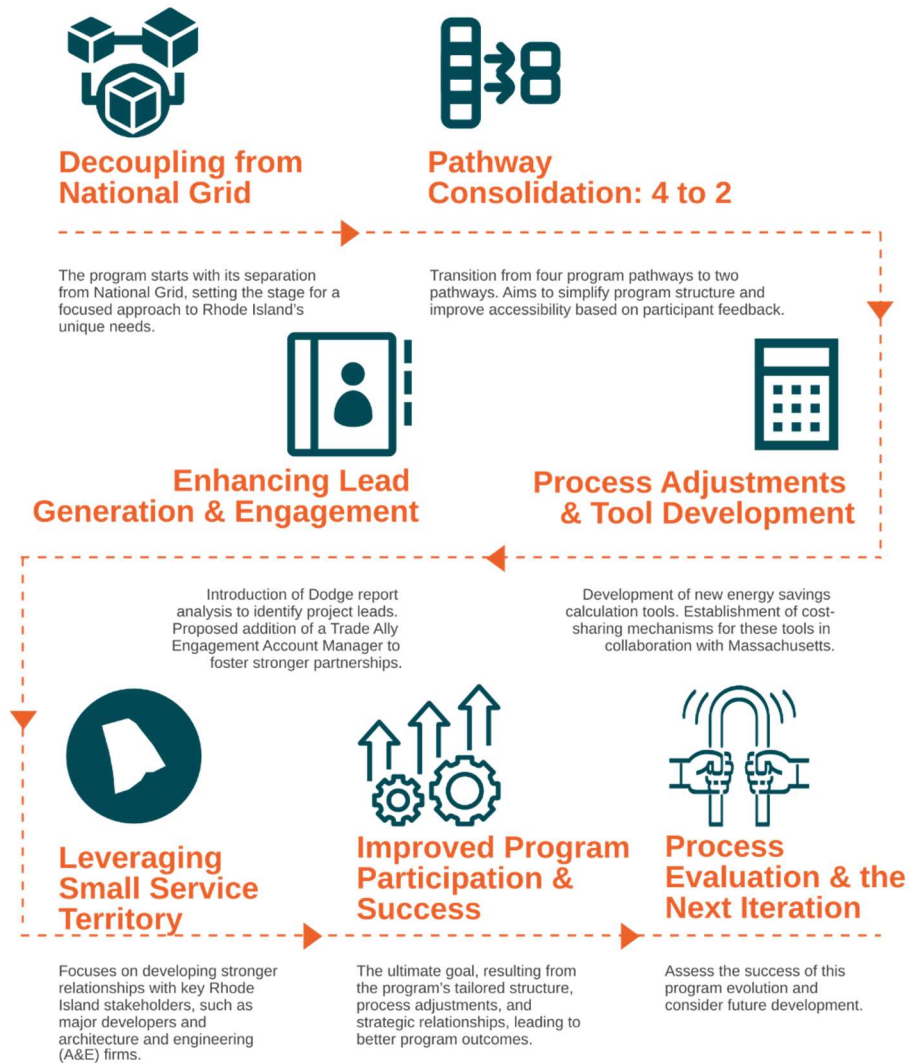 Decoupling from
National Grid
The program starts with its separation
from National Grid, setting the stage for a
focused approach to Rhode Island's
unique needs.
Pathway
Consolidation: 4 to 2
Transition from four program pathways to two
pathways. Aims to simplify program structure and
improve accessibility based on participant feedback.
Process Adjustments
& Tool Development
Development of new energy savings
calculation tools. Establishment of cost-
sharing mechanisms for these tools in
collaboration with Massachusetts.
Enhancing Lead
Generation & Engagement
Introduction of Dodge report
analysis to identify project leads.
Proposed addition of a Trade Ally
Engagement Account Manager to
foster stronger partnerships.
Leveraging
Small Service
Territory
Focuses on developing stronger
relationships with key Rhode
Island stakeholders, such as
major developers and
architecture and engineering
(A&E) firms.
Improved Program
Participation &
Success
The ultimate goal, resulting from
the program's tailored structure,
process adjustments, and
strategic relationships, leading to
better program outcomes.
Process
Evaluation & the
Next Iteration
Assess the success of this
program evolution and
consider future development.